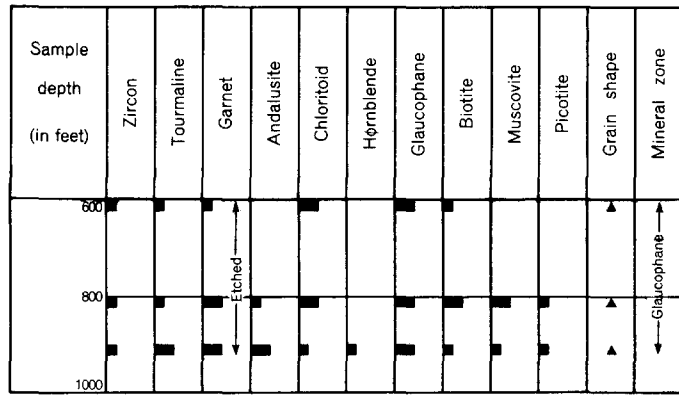 Sample
depth
(in feet)
Zircon
Tourmaline
Garnet
Andalusite
Chloritoid
Hørnblende
Glaucophane
Biotite
Muscovite
Picotite
Grain shape
Mineral zone
600
800
1000
Etched
Glaucophane